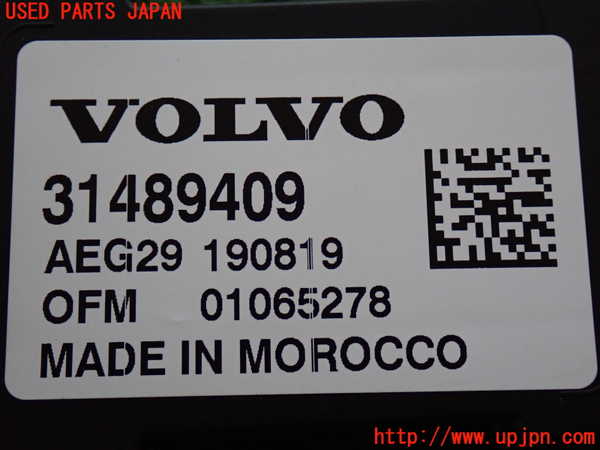 USED PARTS JAPAN
VOLVO
31489409
AEG29 190819
OFM 01065278
MADE IN MOROCCO
http://www.upjpn.com